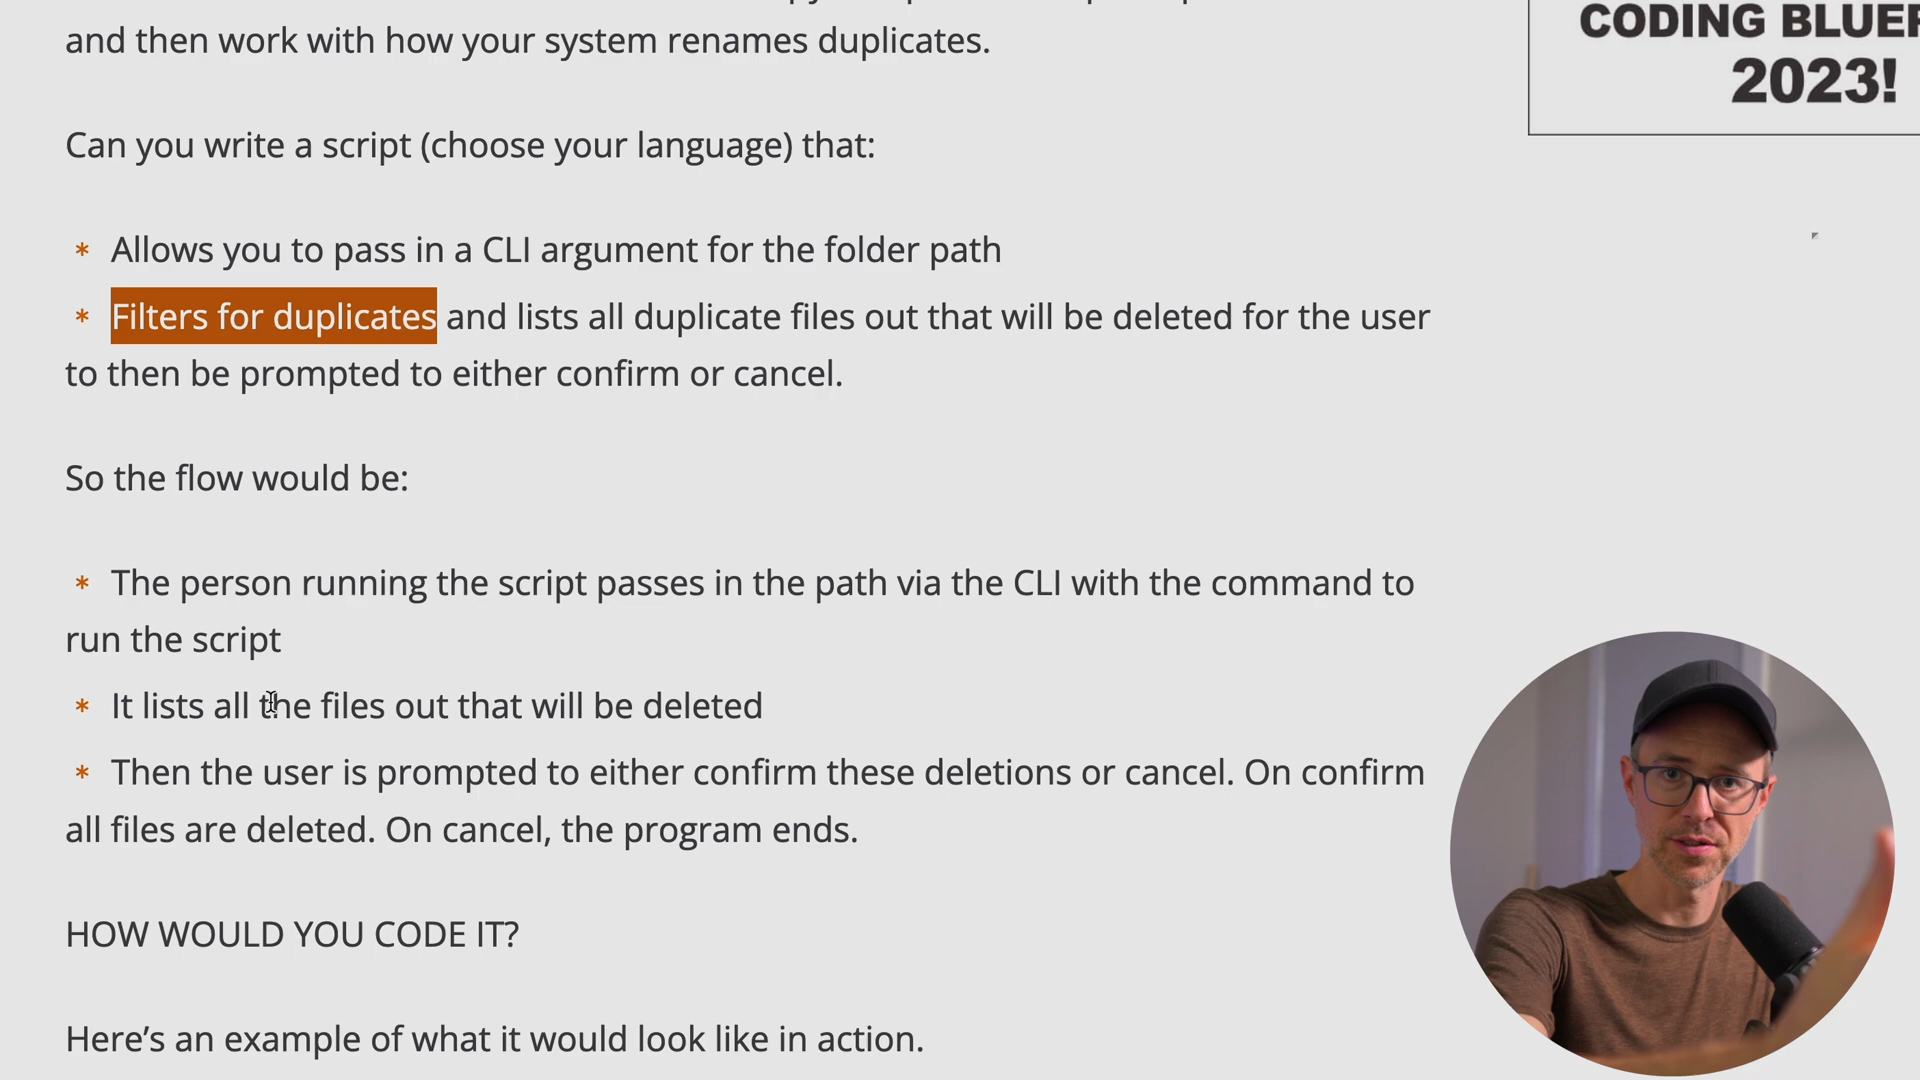 and then work with how your system renames duplicates.
CODING
2023!
Can you write a script (choose your language) that:
* Allows you to pass in a CLI argument for the folder path
* Filters for duplicates and lists all duplicate files out that will be deleted for the user
to then be prompted to either confirm or cancel.
So the flow would be:
* The person running the script passes in the path via the CLI with the command to
run the script
* It lists all the files out that will be deleted
* Then the user is prompted to either confirm these deletions or cancel. On confirm
all files are deleted. On cancel, the program ends.
HOW WOULD YOU CODE IT?
Here’s an example of what it would look like in action.